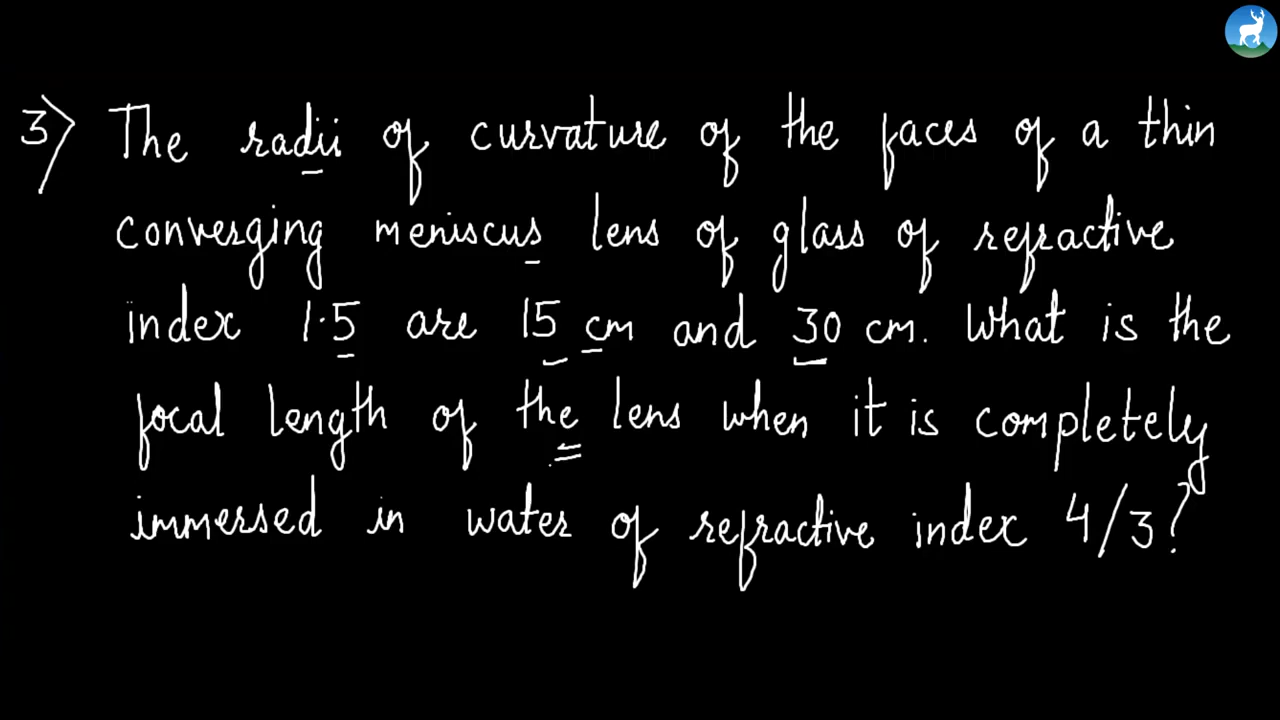 3) The radii of curvature of the faces of a thin
converging meniscus lens of glass of refractive
index 1.5 are 15 cm and 30 cm. What is the
focal length of the lens when it is completely
immersed in water of refractive index 4/3?